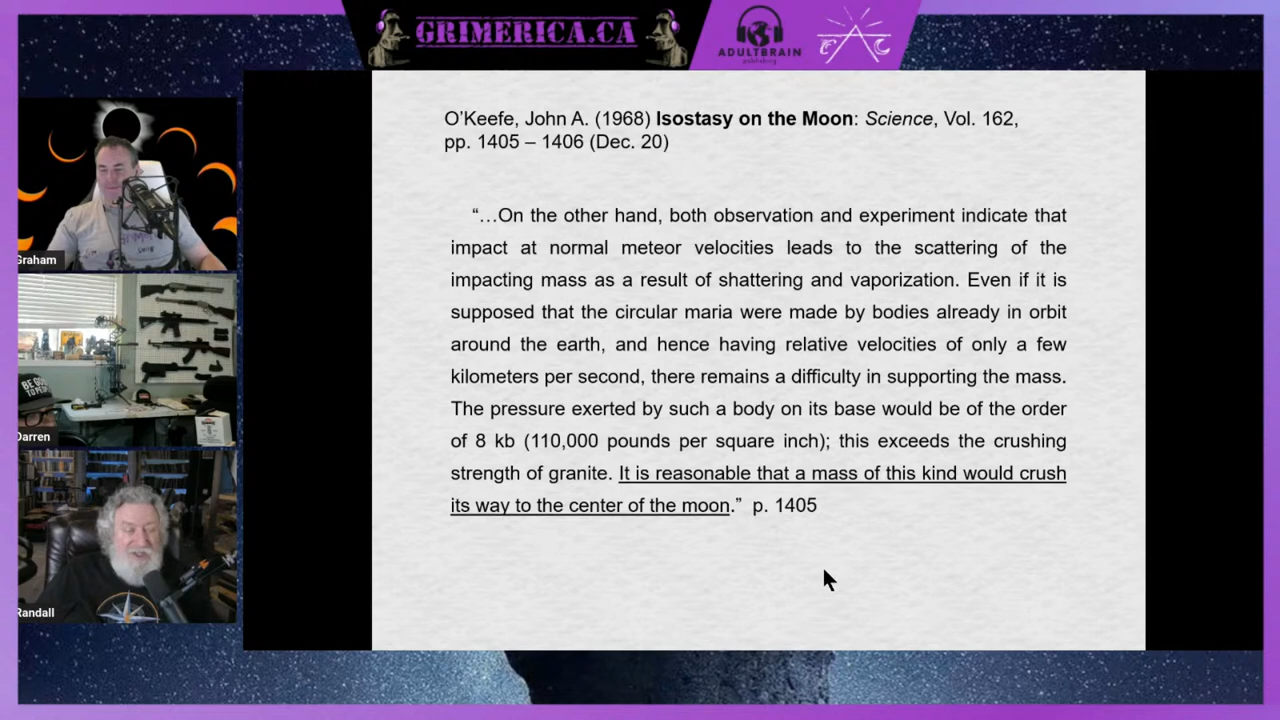 GRIMERICA.CA
ADULTBRAIN
publishing
O’Keefe, John A. (1968) Isostasy on the Moon: Science, Vol. 162,
pp. 1405 – 1406 (Dec. 20)
“…On the other hand, both observation and experiment indicate that
impact at normal meteor velocities leads to the scattering of the
impacting mass as a result of shattering and vaporization. Even if it is
supposed that the circular maria were made by bodies already in orbit
around the earth, and hence having relative velocities of only a few
kilometers per second, there remains a difficulty in supporting the mass.
The pressure exerted by such a body on its base would be of the order
of 8 kb (110,000 pounds per square inch); this exceeds the crushing
strength of granite. It is reasonable that a mass of this kind would crush
its way to the center of the moon.” p. 1405
Graham
BE GOOD
TO PEOPLE
Darren
Randall